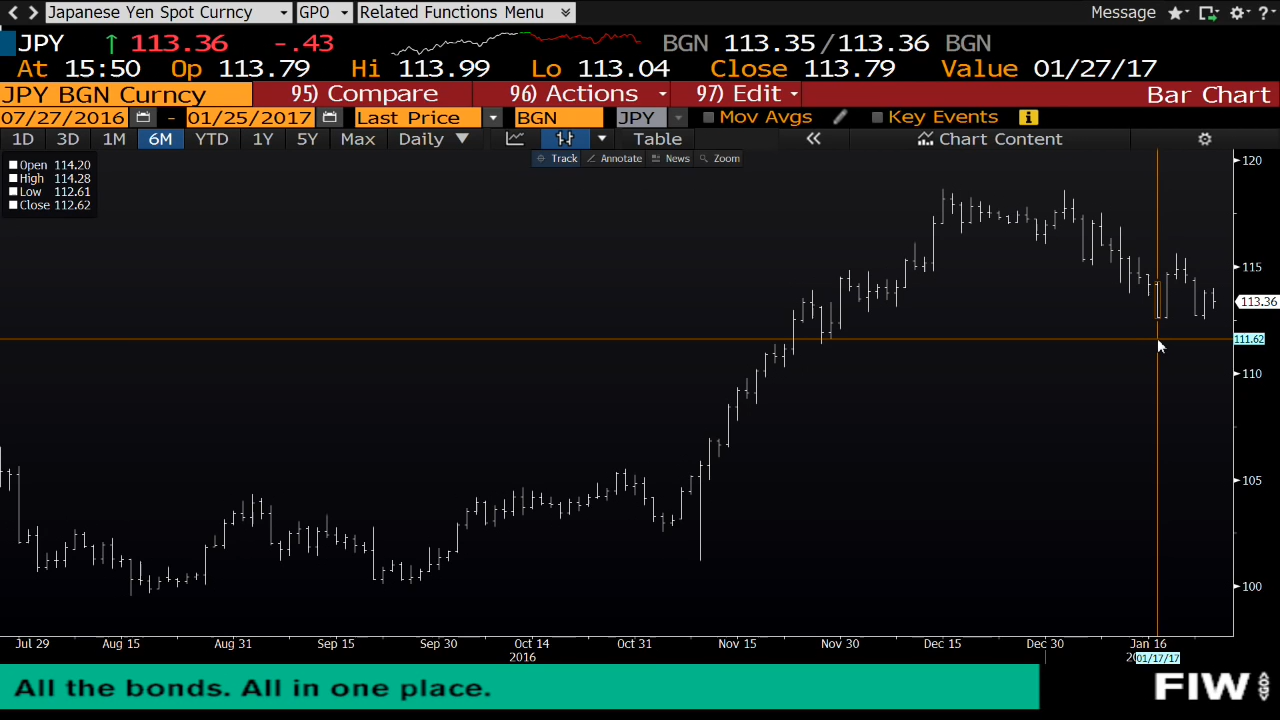 Japanese Yen Spot Curncy GPO Related Functions Menu Message ?
JPY ↑ 113.36 -.43 BGN 113.35/113.36 BGN
At 15:50 Op 113.79 Hi 113.99 Lo 113.04 Close 113.79 Value 01/27/17
JPY BGN Curncy 95) Compare 96) Actions 97) Edit Bar Chart
07/27/2016 - 01/25/2017 Last Price BGN JPY Mov Avgs Key Events i
1D 3D 1M 6M YTD 1Y 5Y Max Daily ▼ Table « Chart Content
Track Annotate News Zoom
Open 114.20
High 114.28
Low 112.61
Close 112.62
120
115
113.36
111.62
110
105
100
Jul 29 Aug 15 Aug 31 Sep 15 Sep 30 Oct 14 Oct 31 Nov 15 Nov 30 Dec 15 Dec 30 Jan 16
2016 01/17/17
All the bonds. All in one place. FIW